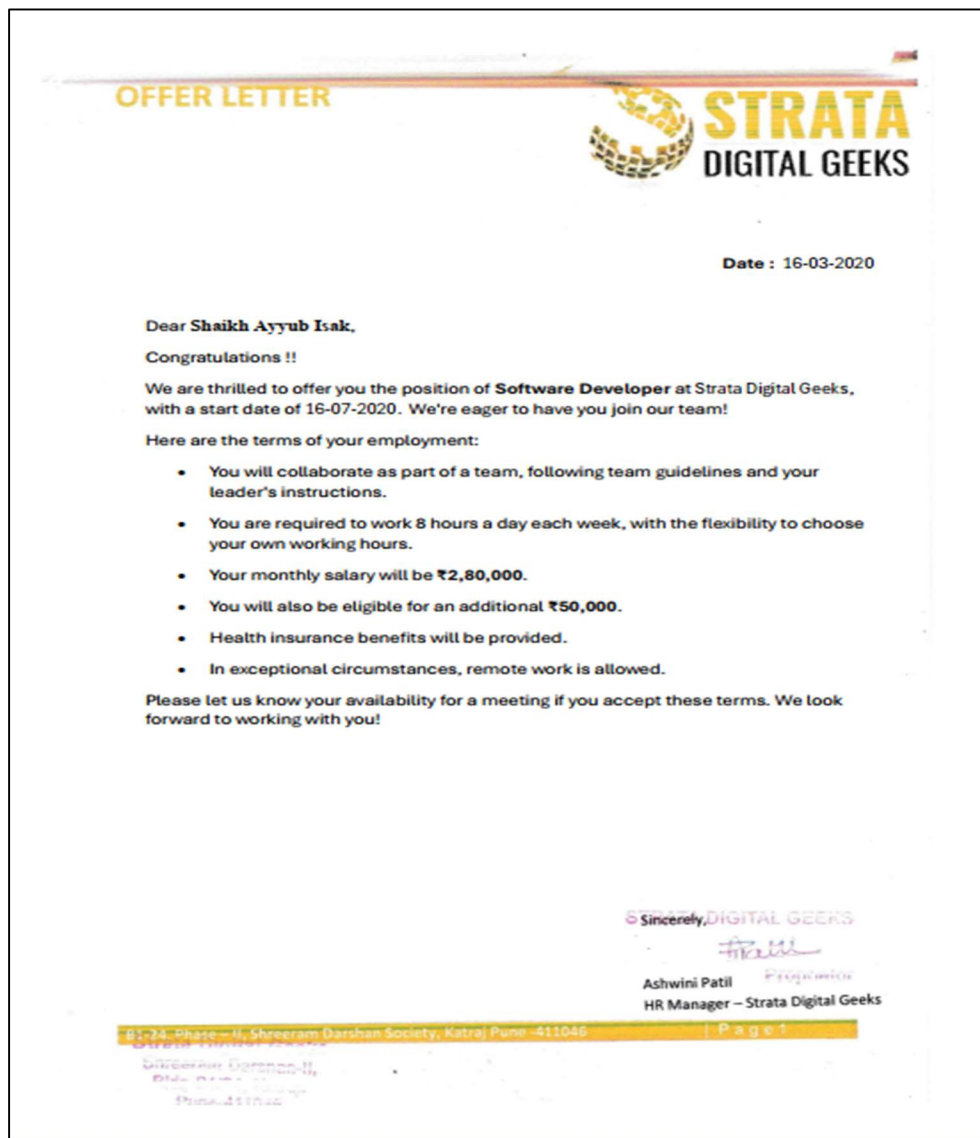 OFFER LETTER
STRATA
DIGITAL GEEKS
Date : 16-03-2020
Dear Shaikh Ayyub Isak,
Congratulations !!
We are thrilled to offer you the position of Software Developer at Strata Digital Geeks,
with a start date of 16-07-2020. We're eager to have you join our team!
Here are the terms of your employment:
• You will collaborate as part of a team, following team guidelines and your
leader's instructions.
• You are required to work 8 hours a day each week, with the flexibility to choose
your own working hours.
• Your monthly salary will be ₹2,80,000.
• You will also be eligible for an additional ₹50,000.
• Health insurance benefits will be provided.
• In exceptional circumstances, remote work is allowed.
Please let us know your availability for a meeting if you accept these terms. We look
forward to working with you!
STRATA DIGITAL GEEKS
Sincerely,
Proprietor
Ashwini Patil
HR Manager – Strata Digital Geeks
B1-24, Phase – II, Shreeram Darshan Society, Katraj Pune -411046 | Page 1
Pune-411046